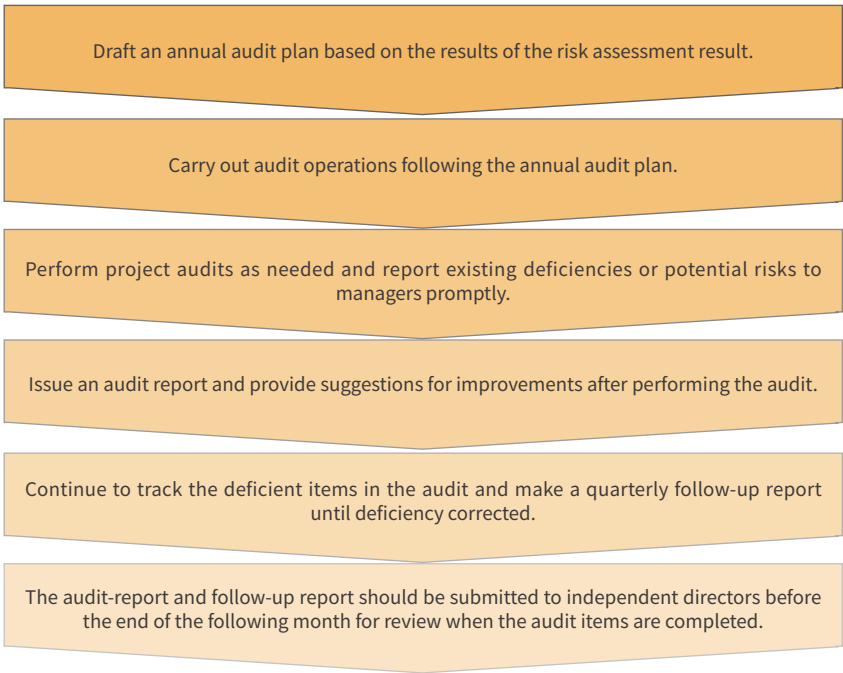 Draft an annual audit plan based on the results of the risk assessment result.
Carry out audit operations following the annual audit plan.
Perform project audits as needed and report existing deficiencies or potential risks to
managers promptly.
Issue an audit report and provide suggestions for improvements after performing the audit.
Continue to track the deficient items in the audit and make a quarterly follow-up report
until deficiency corrected.
The audit-report and follow-up report should be submitted to independent directors before
the end of the following month for review when the audit items are completed.